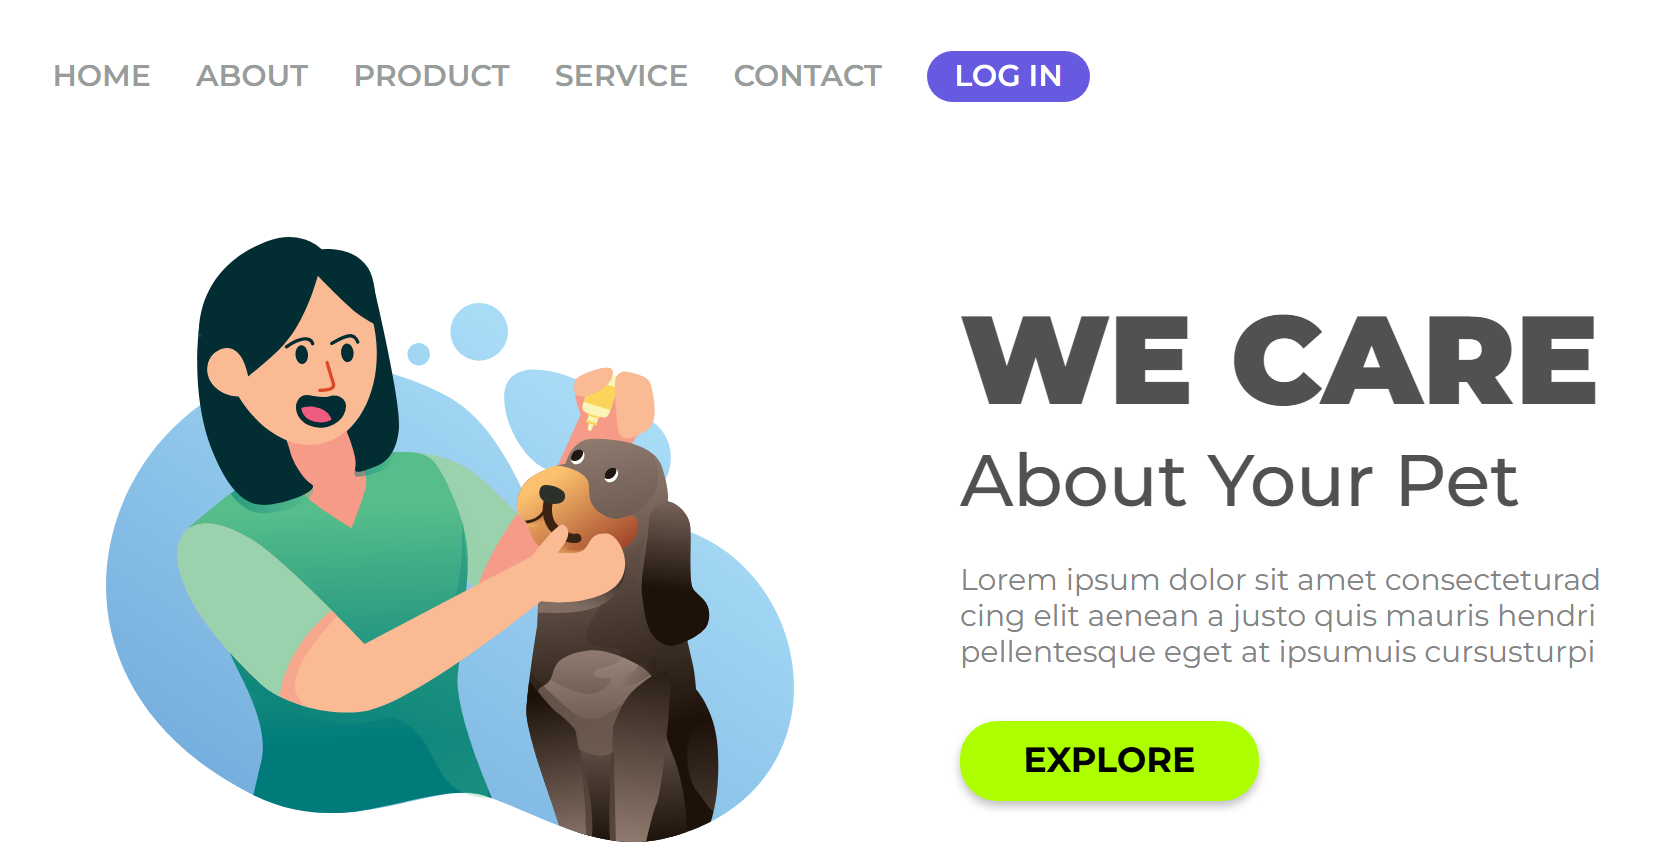 HOME ABOUT PRODUCT SERVICE CONTACT LOG IN
WE CARE
About Your Pet
Lorem ipsum dolor sit amet consecteturad
cing elit aenean a justo quis mauris hendri
pellentesque eget at ipsumuis cursusturpi
EXPLORE